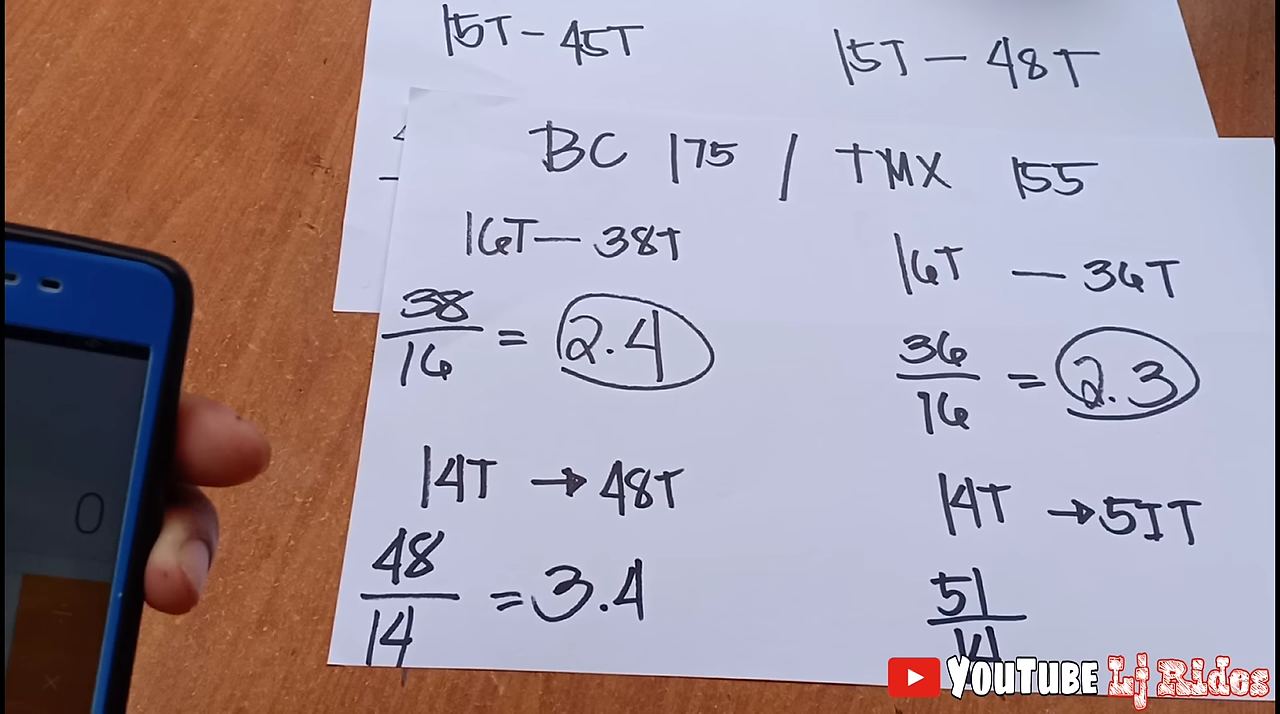 15T - 45T
15T - 48T
BC 175 / TMX 155
16T - 38T
38/16 = 2.4
16T - 36T
36/16 = 2.3
14T → 48T
48/14 = 3.4
14T → 51T
51/14
0
YOUTUBE Lj Rides